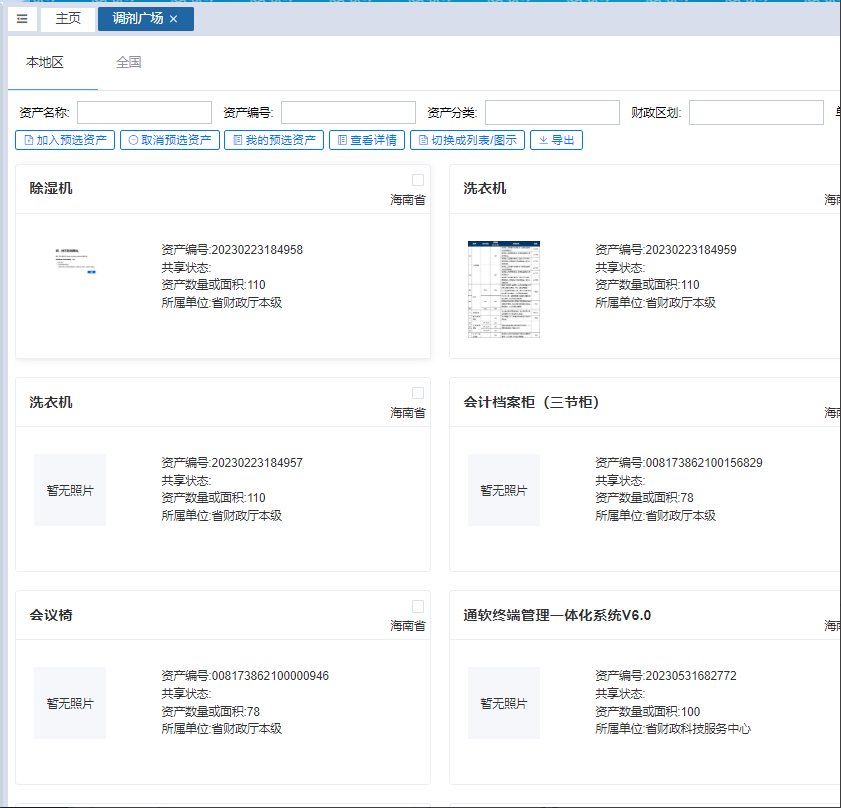 主页 调剂广场 ×
本地区 全国
资产名称: 资产编号: 资产分类: 财政区划:
加入预选资产 取消预选资产 我的预选资产 查看详情 切换成列表/图示 导出
除湿机
海南省
资产编号:20230223184958
共享状态:
资产数量或面积:110
所属单位:省财政厅本级
洗衣机
海南
资产编号:20230223184959
共享状态:
资产数量或面积:110
所属单位:省财政厅本级
洗衣机
海南省
暂无照片
资产编号:20230223184957
共享状态:
资产数量或面积:110
所属单位:省财政厅本级
会计档案柜（三节柜）
海南
暂无照片
资产编号:008173862100156829
共享状态:
资产数量或面积:78
所属单位:省财政厅本级
会议椅
海南省
暂无照片
资产编号:008173862100000946
共享状态:
资产数量或面积:78
所属单位:省财政厅本级
通软终端管理一体化系统V6.0
海南
暂无照片
资产编号:20230531682772
共享状态:
资产数量或面积:100
所属单位:省财政科技服务中心